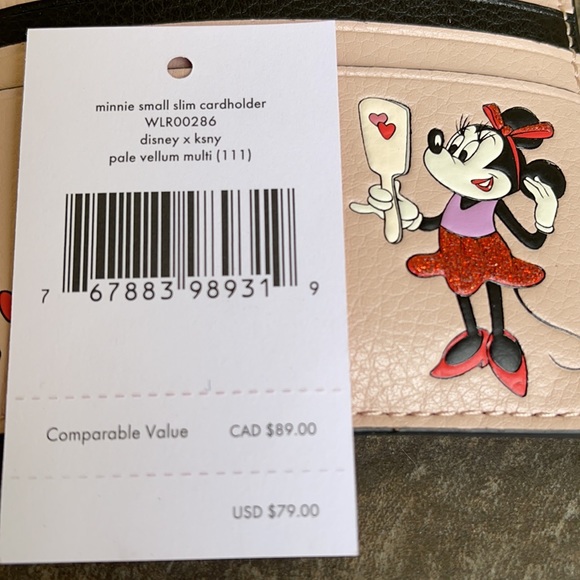 minnie small slim cardholder
WLR00286
disney x ksny
pale vellum multi (111)
7 67883 98931 9
Comparable Value CAD $89.00
USD $79.00